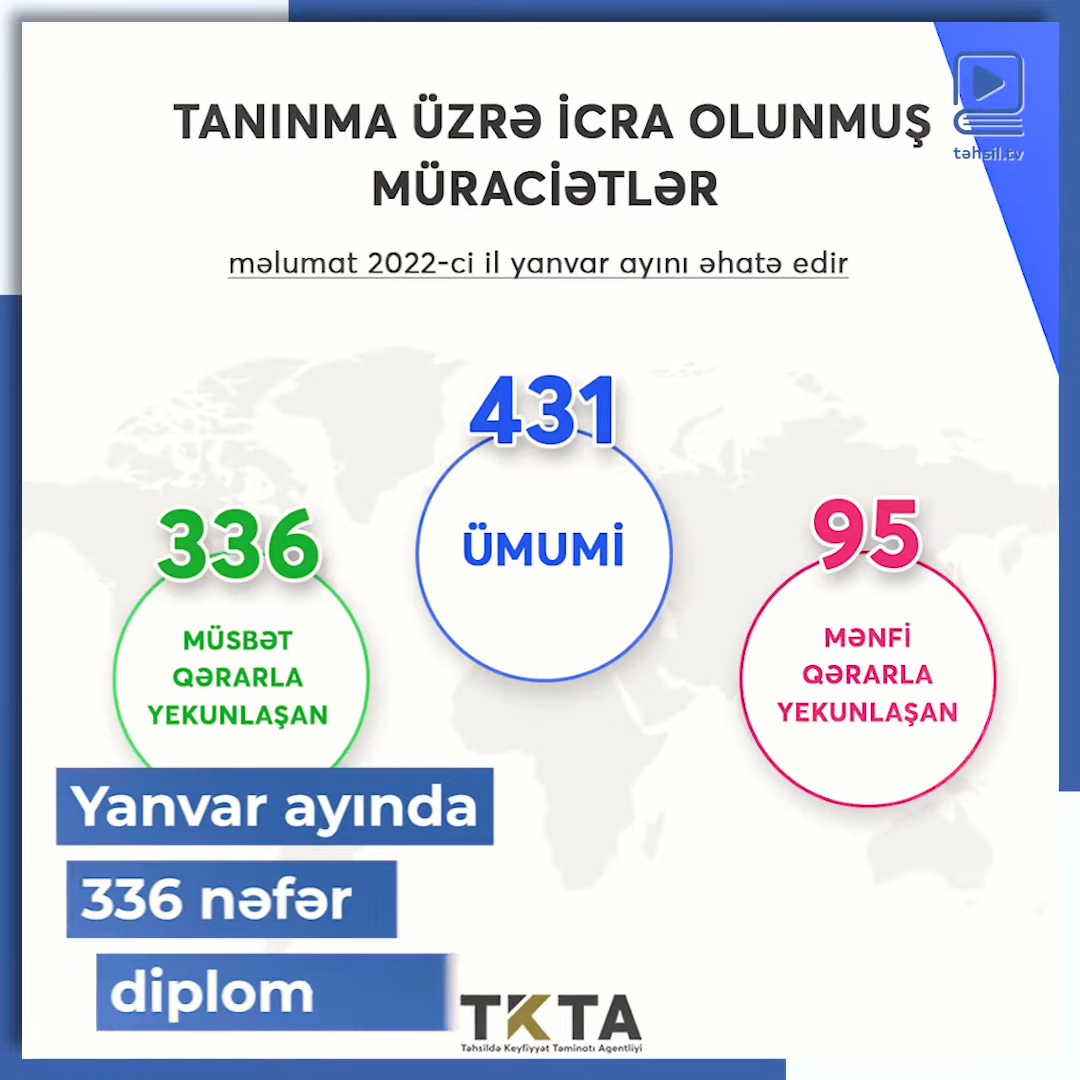 TANINMA ÜZRƏ İCRA OLUNMUŞ
MÜRACİƏTLƏR
məlumat 2022-ci il yanvar ayını əhatə edir
təhsil.tv
431
ÜMUMİ
336
MÜSBƏT
QƏRARLA
YEKUNLAŞAN
95
MƏNFİ
QƏRARLA
YEKUNLAŞAN
Yanvar ayında
336 nəfər
diplom
TKTA
Təhsildə Keyfiyyət Təminatı Agentliyi